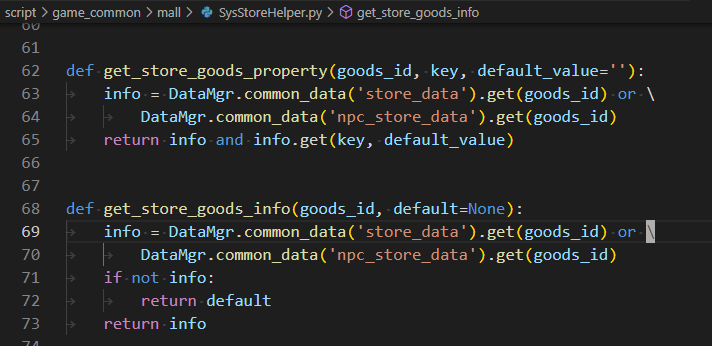 script > game_common > mall > SysStoreHelper.py > get_store_goods_info
60
61
62 def get_store_goods_property(goods_id, key, default_value=''):
63 info = DataMgr.common_data('store_data').get(goods_id) or \
64 DataMgr.common_data('npc_store_data').get(goods_id)
65 return info and info.get(key, default_value)
66
67
68 def get_store_goods_info(goods_id, default=None):
69 info = DataMgr.common_data('store_data').get(goods_id) or \
70 DataMgr.common_data('npc_store_data').get(goods_id)
71 if not info:
72 return default
73 return info
74